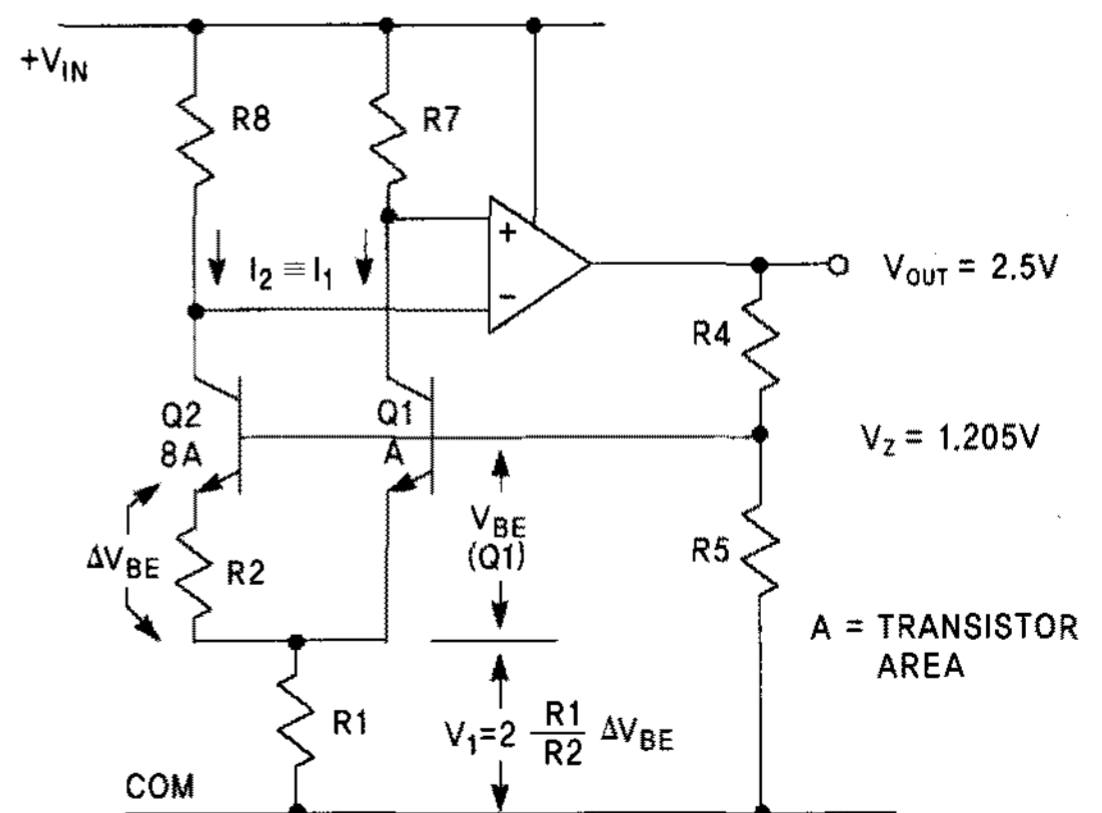 +VIN
R8
R7
+
−
I2 ≡ I1
VOUT = 2.5V
R4
Q2
8A
Q1
A
VZ = 1.205V
VBE
(Q1)
ΔVBE
R2
R5
A = TRANSISTOR
AREA
R1
V1=2 R1/R2 ΔVBE
COM